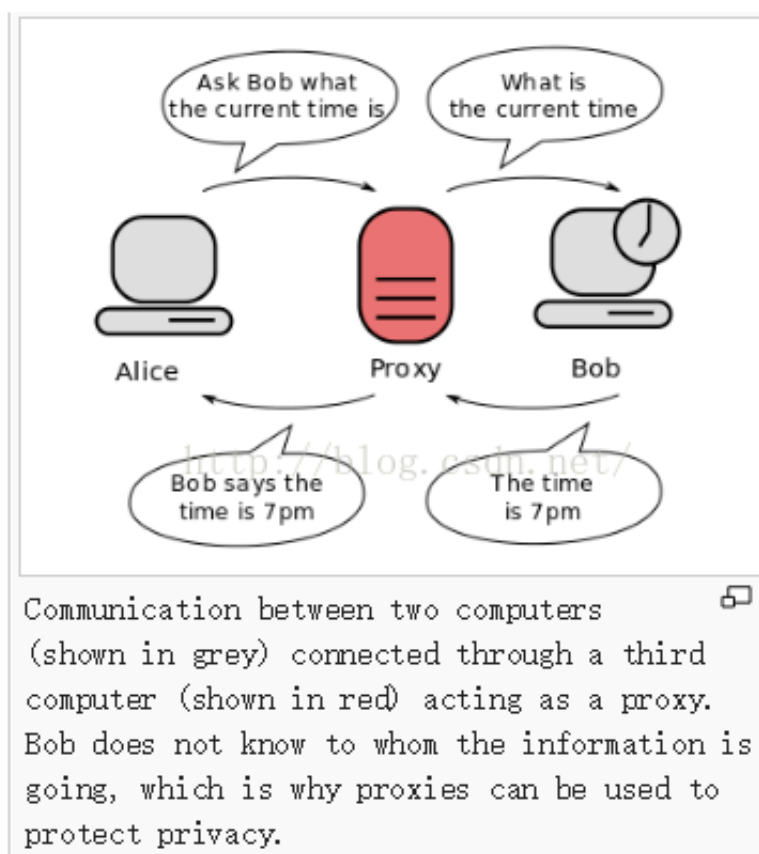 Ask Bob what
the current time is
What is
the current time
Alice
Proxy
Bob
http://blog.csdn.net/
Bob says the
time is 7pm
The time
is 7pm
Communication between two computers
(shown in grey) connected through a third
computer (shown in red) acting as a proxy.
Bob does not know to whom the information is
going, which is why proxies can be used to
protect privacy.